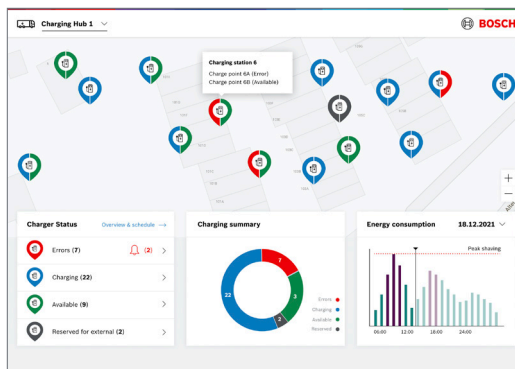 Charging Hub 1
BOSCH
Charging station 6
Charge point 6A (Error)
Charge point 6B (Available)
+
−
Charger Status
Overview & schedule →
Errors (7)
(2)
Charging (22)
Available (9)
Reserved for external (2)
Charging summary
7
3
2
22
Errors
Charging
Available
Reserved
Energy consumption
18.12.2021
Peak shaving
06:00 12:00 18:00 24:00